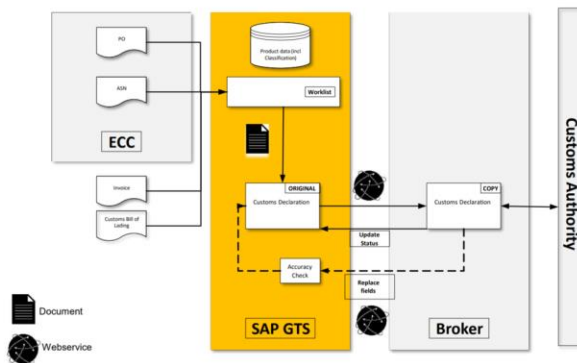 PO
ASN
ECC
Invoice
Customs Bill of
Lading
Product data (Incl
Classification)
Worklist
ORIGINAL
Customs Declaration
COPY
Customs Declaration
Update
Status
Accuracy
Check
Replace
fields
SAP GTS
Broker
Customs Authority
Document
Webservice